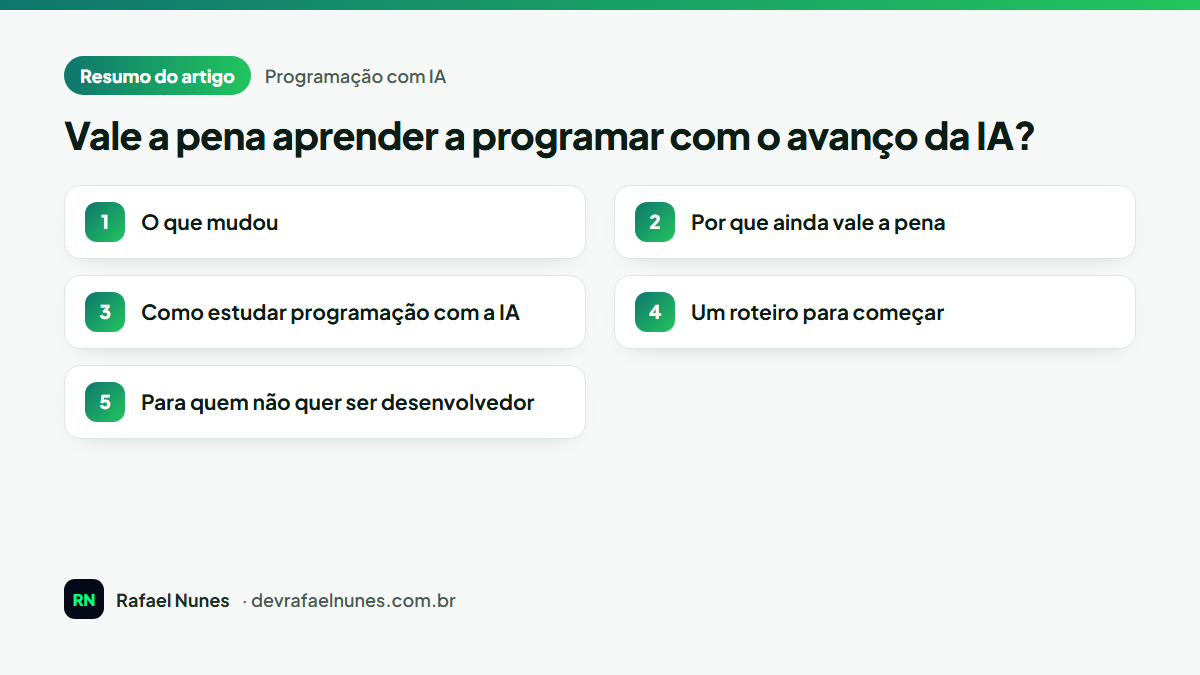 Resumo do artigo Programação com IA
Vale a pena aprender a programar com o avanço da IA?
1 O que mudou
2 Por que ainda vale a pena
3 Como estudar programação com a IA
4 Um roteiro para começar
5 Para quem não quer ser desenvolvedor
RN Rafael Nunes · devrafaelnunes.com.br